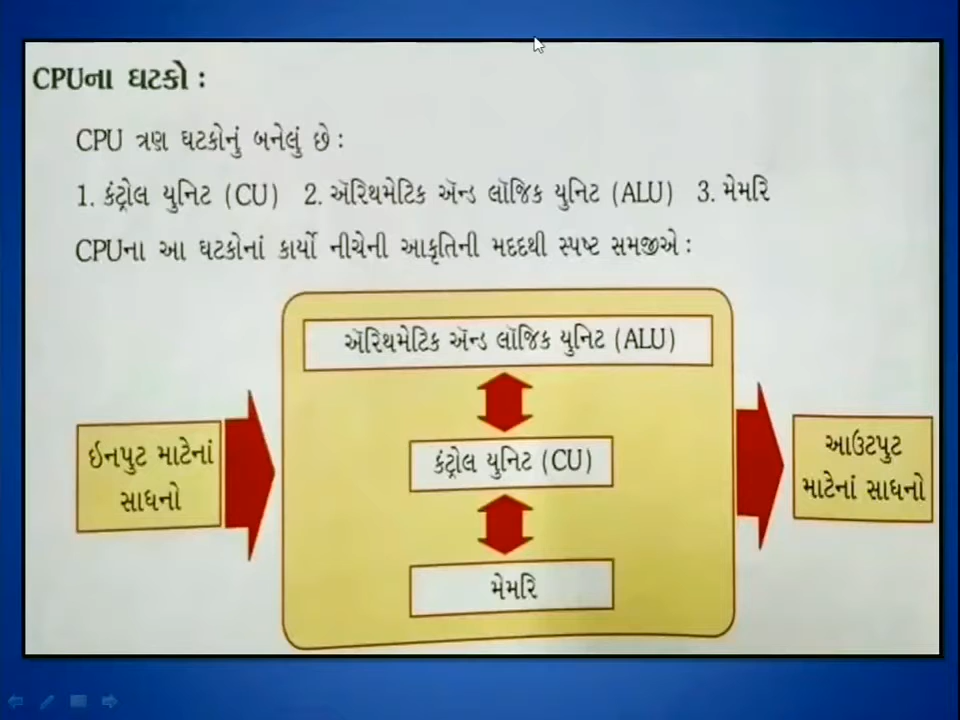 CPUના ઘટકો :
CPU ત્રણ ઘટકોનું બનેલું છે :
1. કંટ્રોલ યુનિટ (CU) 2. ઍરિથમેટિક ઍન્ડ લૉજિક યુનિટ (ALU) 3. મેમરિ
CPUના આ ઘટકોનાં કાર્યો નીચેની આકૃતિની મદદથી સ્પષ્ટ સમજીએ :
ઍરિથમેટિક ઍન્ડ લૉજિક યુનિટ (ALU)
ઇનપુટ માટેનાં
સાધનો
કંટ્રોલ યુનિટ (CU)
મેમરિ
આઉટપુટ
માટેનાં સાધનો